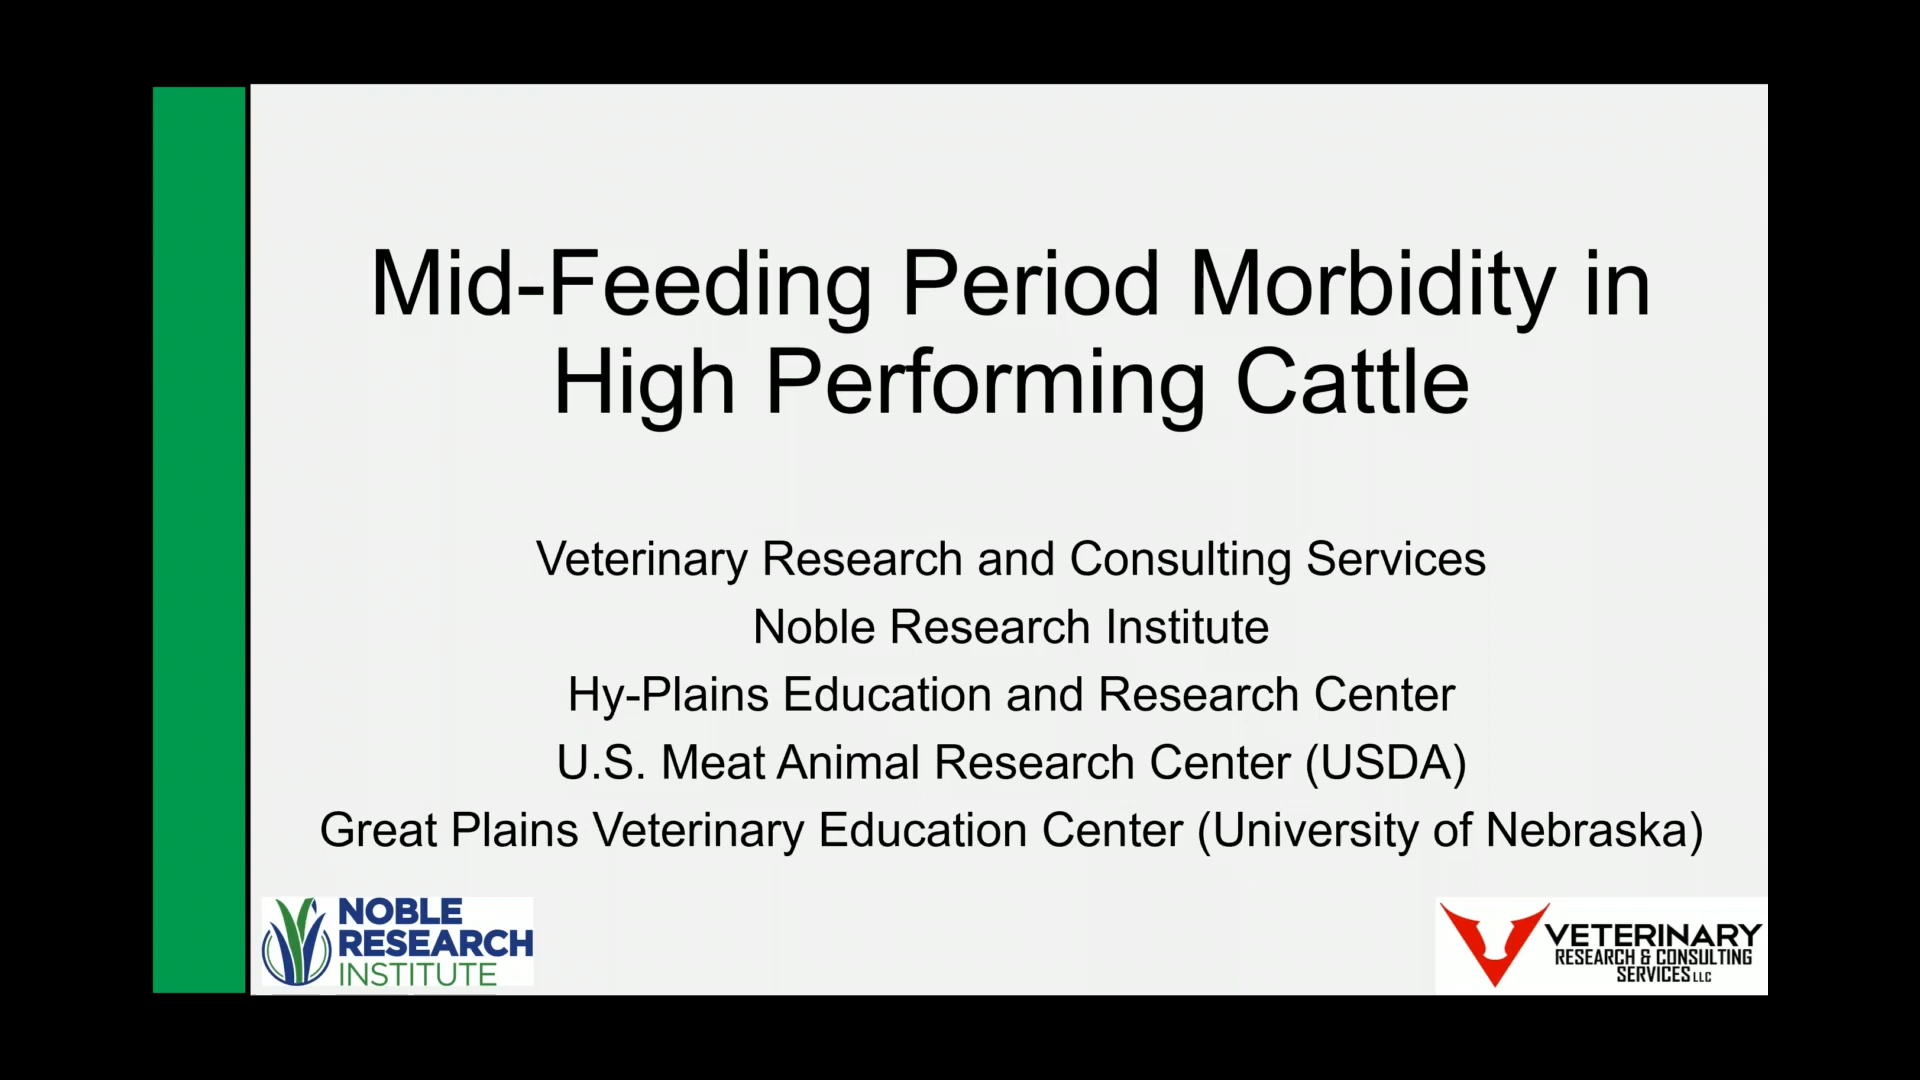 Mid-Feeding Period Morbidity in
High Performing Cattle
Veterinary Research and Consulting Services
Noble Research Institute
Hy-Plains Education and Research Center
U.S. Meat Animal Research Center (USDA)
Great Plains Veterinary Education Center (University of Nebraska)
NOBLE
RESEARCH
INSTITUTE
VETERINARY
RESEARCH & CONSULTING
SERVICES LLC